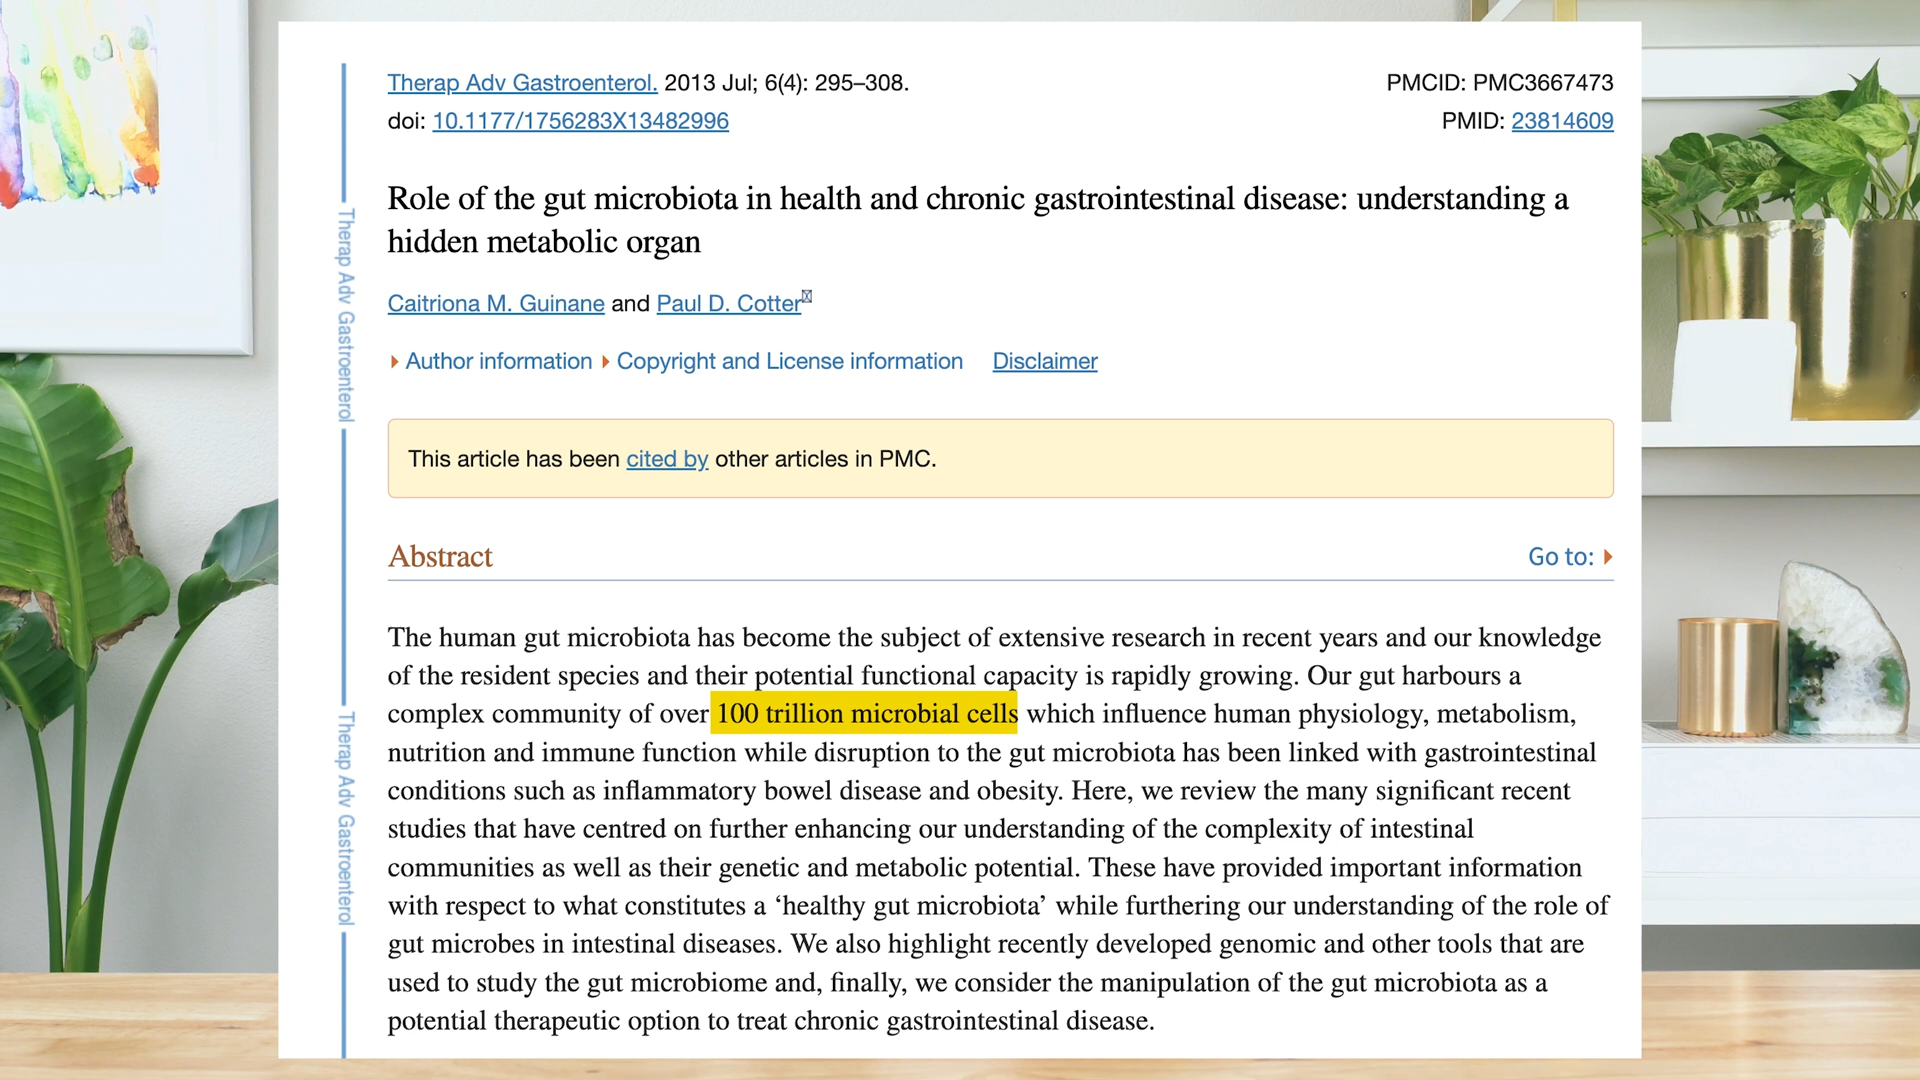 Therap Adv Gastroenterol. 2013 Jul; 6(4): 295–308.
doi: 10.1177/1756283X13482996
PMCID: PMC3667473
PMID: 23814609
Role of the gut microbiota in health and chronic gastrointestinal disease: understanding a
hidden metabolic organ
Caitriona M. Guinane and Paul D. Cotter
Author information Copyright and License information Disclaimer
This article has been cited by other articles in PMC.
Abstract
Go to:
The human gut microbiota has become the subject of extensive research in recent years and our knowledge
of the resident species and their potential functional capacity is rapidly growing. Our gut harbours a
complex community of over 100 trillion microbial cells which influence human physiology, metabolism,
nutrition and immune function while disruption to the gut microbiota has been linked with gastrointestinal
conditions such as inflammatory bowel disease and obesity. Here, we review the many significant recent
studies that have centred on further enhancing our understanding of the complexity of intestinal
communities as well as their genetic and metabolic potential. These have provided important information
with respect to what constitutes a ‘healthy gut microbiota’ while furthering our understanding of the role of
gut microbes in intestinal diseases. We also highlight recently developed genomic and other tools that are
used to study the gut microbiome and, finally, we consider the manipulation of the gut microbiota as a
potential therapeutic option to treat chronic gastrointestinal disease.
Therap Adv Gastroenterol
Therap Adv Gastroenterol